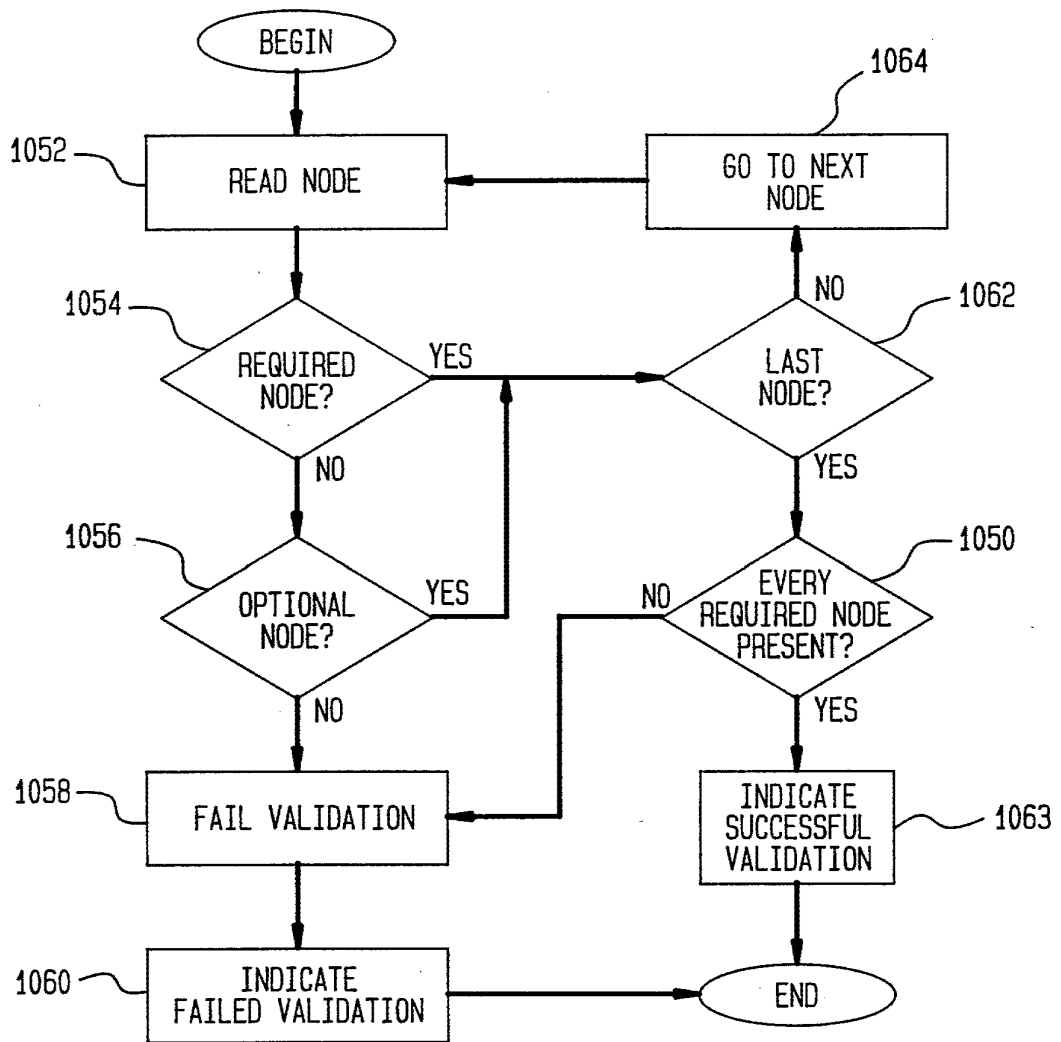 BEGIN
1064
1052
READ NODE
GO TO NEXT
NODE
1054
NO
1062
REQUIRED
NODE?
YES
LAST
NODE?
NO
YES
1056
1050
OPTIONAL
NODE?
YES
NO
EVERY
REQUIRED NODE
PRESENT?
NO
YES
1058
FAIL VALIDATION
INDICATE
SUCCESSFUL
VALIDATION
1063
1060
INDICATE
FAILED VALIDATION
END